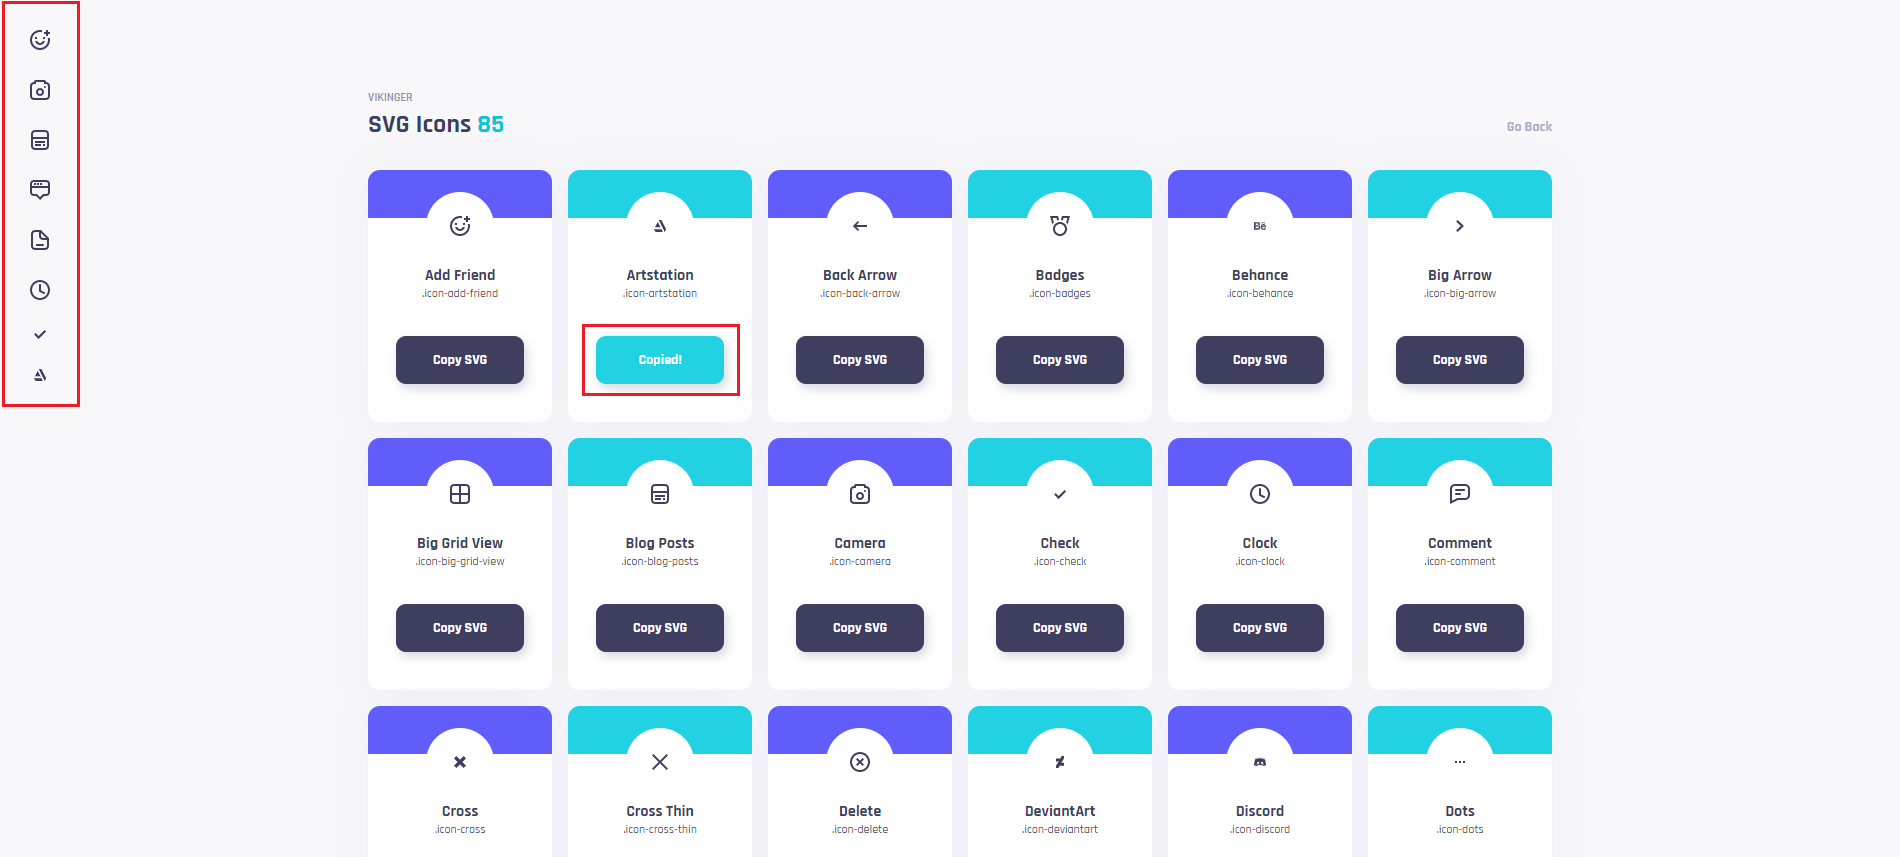 VIKINGER
SVG Icons 85
Go Back
Add Friend
.icon-add-friend
Copy SVG
Artstation
.icon-artstation
Copied!
Back Arrow
.icon-back-arrow
Copy SVG
Badges
.icon-badges
Copy SVG
Bē
Behance
.icon-behance
Copy SVG
Big Arrow
.icon-big-arrow
Copy SVG
Big Grid View
.icon-big-grid-view
Copy SVG
Blog Posts
.icon-blog-posts
Copy SVG
Camera
.icon-camera
Copy SVG
Check
.icon-check
Copy SVG
Clock
.icon-clock
Copy SVG
Comment
.icon-comment
Copy SVG
Cross
.icon-cross
Cross Thin
.icon-cross-thin
Delete
.icon-delete
DeviantArt
.icon-deviantart
Discord
.icon-discord
Dots
.icon-dots